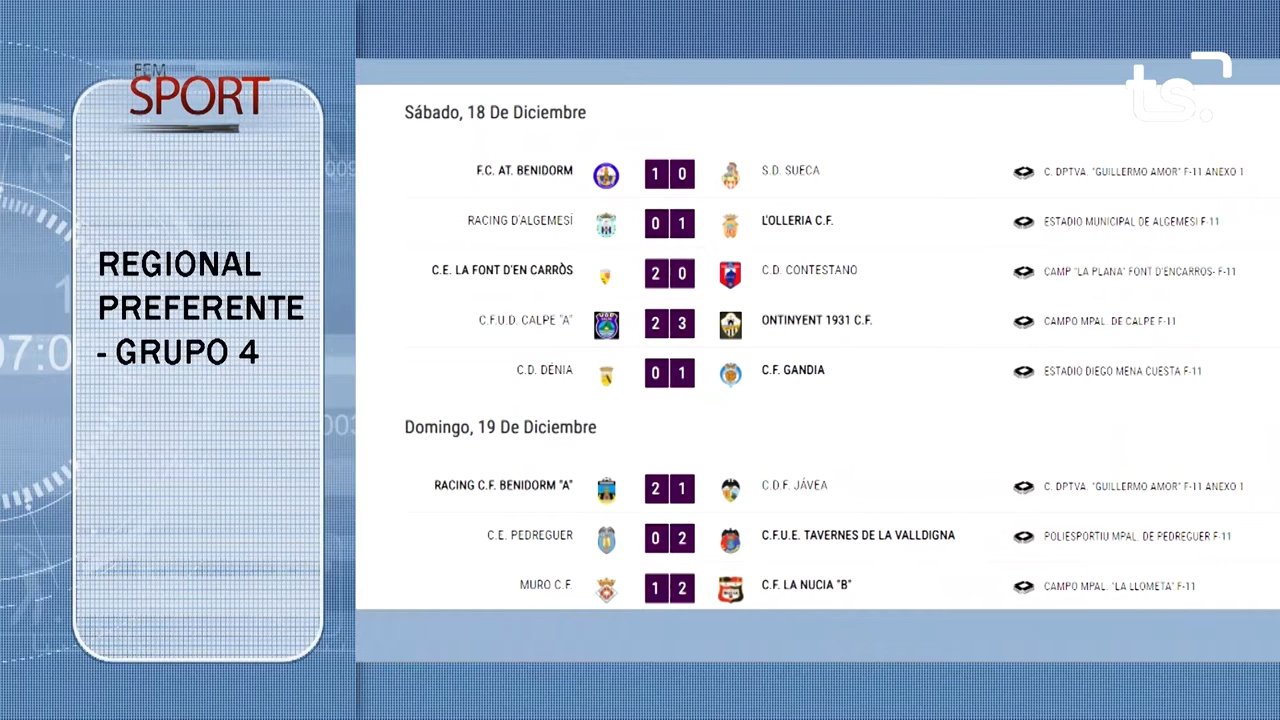 FEM
SPORT
REGIONAL
PREFERENTE
- GRUPO 4
ts.
Sábado, 18 De Diciembre
F.C. AT. BENIDORM 1 0 S.D. SUECA C. DPTVA. "GUILLERMO AMOR" F-11 ANEXO 1
RACING D'ALGEMESÍ 0 1 L'OLLERIA C.F. ESTADIO MUNICIPAL DE ALGEMESI F-11
C.E. LA FONT D'EN CARRÒS 2 0 C.D. CONTESTANO CAMP "LA PLANA" FONT D'ENCARROS- F-11
C.F.U.D. CALPE "A" 2 3 ONTINYENT 1931 C.F. CAMPO MPAL. DE CALPE F-11
C.D. DÉNIA 0 1 C.F. GANDIA ESTADIO DIEGO MENA CUESTA F-11
Domingo, 19 De Diciembre
RACING C.F. BENIDORM "A" 2 1 C.D.F. JÁVEA C. DPTVA. "GUILLERMO AMOR" F-11 ANEXO 1
C.E. PEDREGUER 0 2 C.F.U.E. TAVERNES DE LA VALLDIGNA POLIESPORTIU MPAL. DE PEDREGUER F-11
MURO C.F. 1 2 C.F. LA NUCIA "B" CAMPO MPAL. "LA LLOMETA" F-11